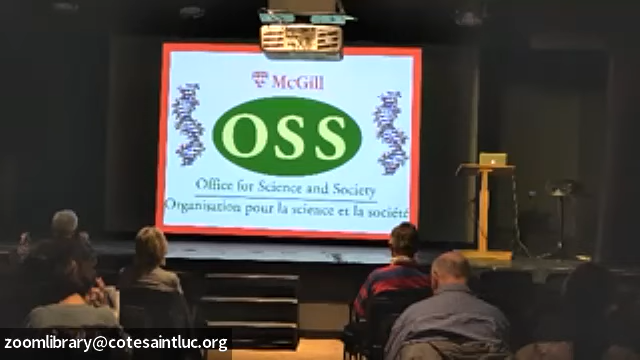 McGill
OSS
Office for Science and Society
Organisation pour la science et la société
zoomlibrary@cotesaintluc.org